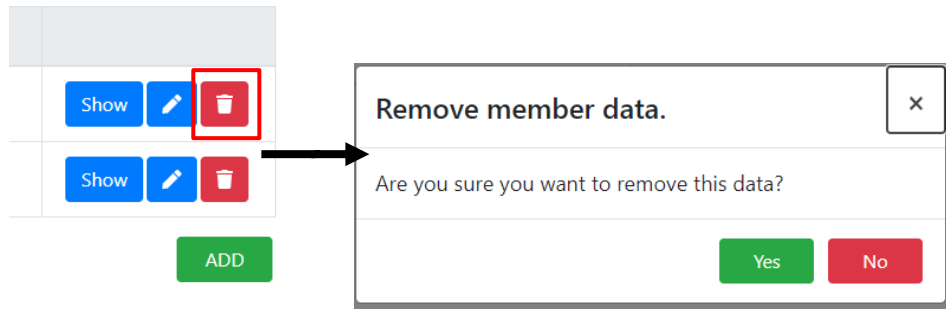 Show
Show
ADD
Remove member data.
×
Are you sure you want to remove this data?
Yes No